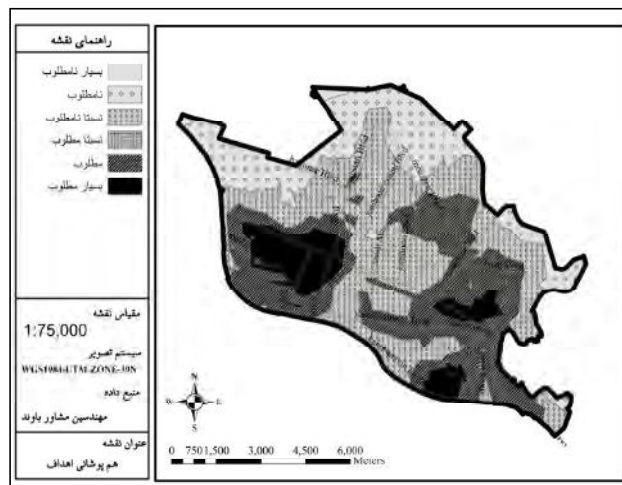 راهنمای نقشه
بسیار نامطلوب
نامطلوب
نسبتا نامطلوب
نسبتا مطلوب
مطلوب
بسیار مطلوب
مقیاس نقشه
1:75,000
سیستم تصویر
WGS1984-UTM-ZONE-39N
منبع داده
مهندسین مشاور باوند
عنوان نقشه
هم پوشانی اهداف
N
W E
S
0 750 1,500 3,000 4,500 6,000
Meters